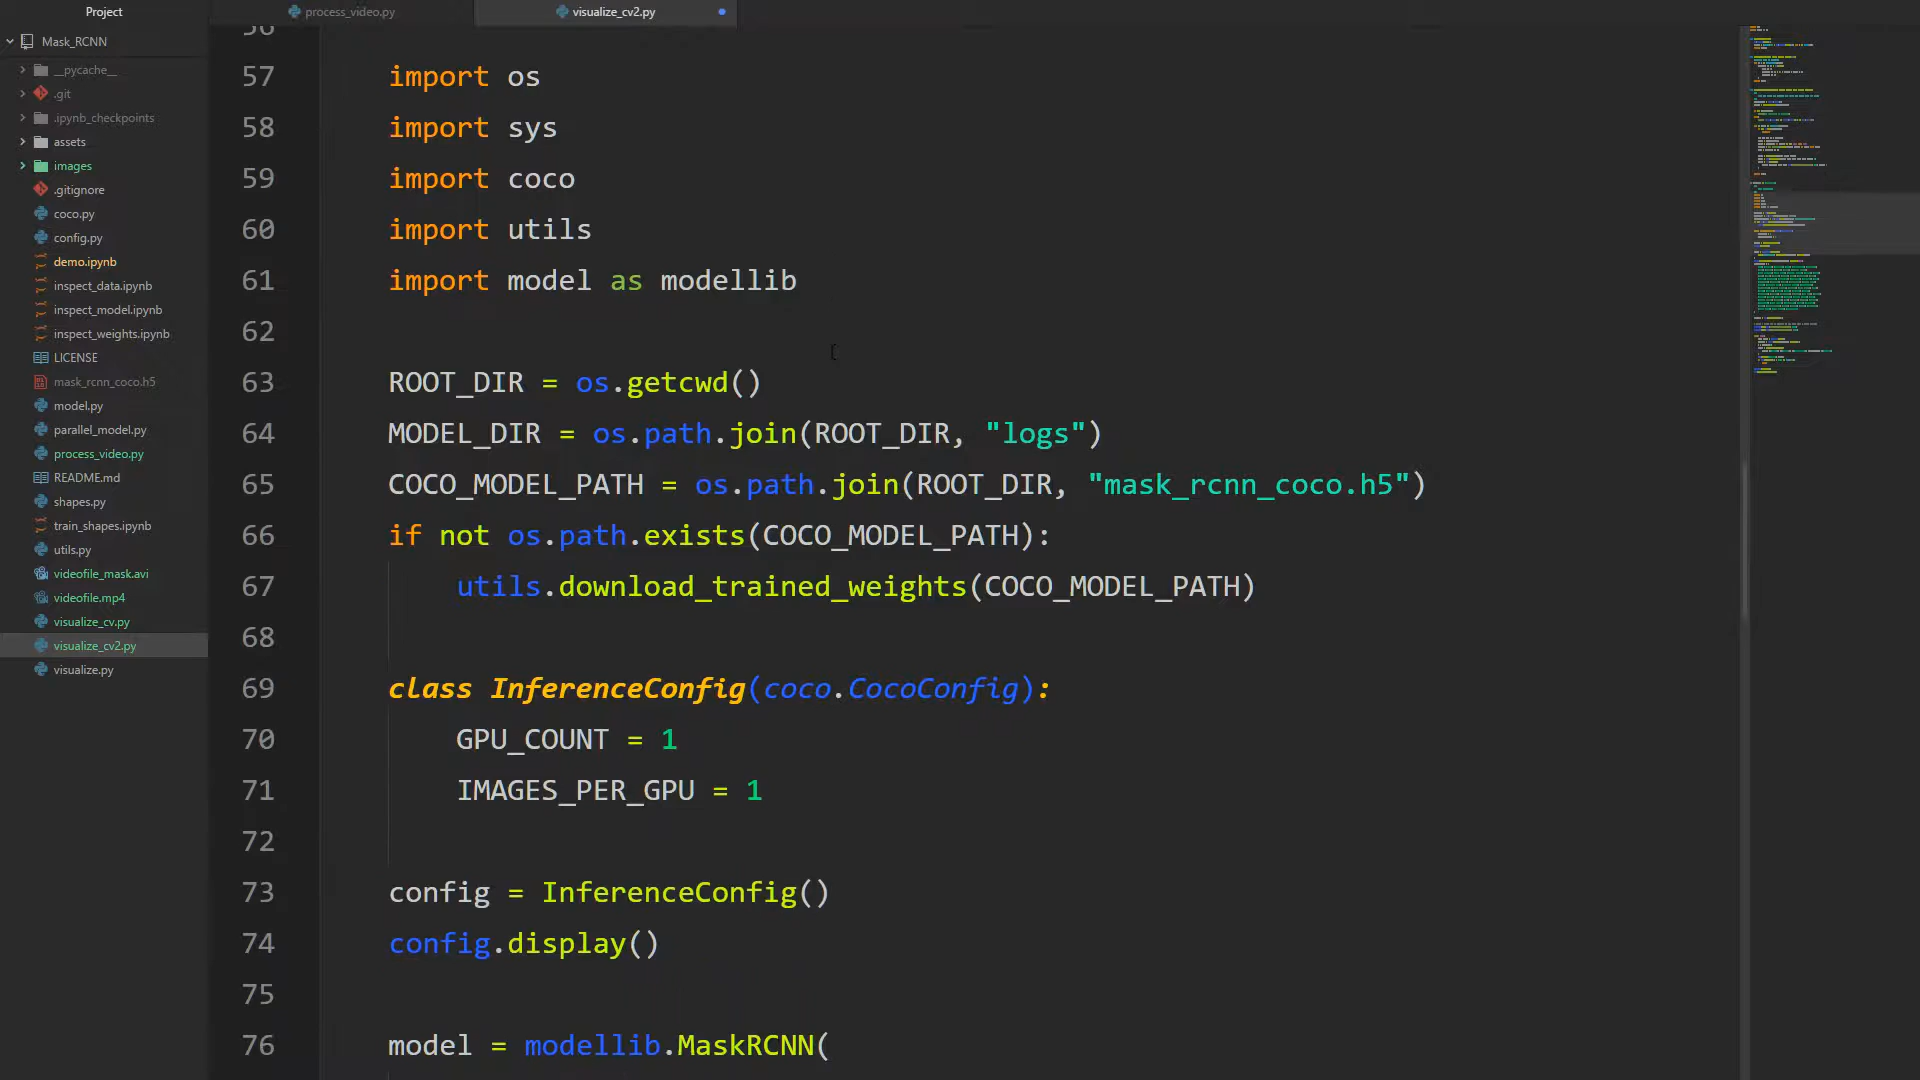 Project
process_video.py
visualize_cv2.py
Mask_RCNN
__pycache__
.git
.ipynb_checkpoints
assets
images
.gitignore
coco.py
config.py
demo.ipynb
inspect_data.ipynb
inspect_model.ipynb
inspect_weights.ipynb
LICENSE
mask_rcnn_coco.h5
model.py
parallel_model.py
process_video.py
README.md
shapes.py
train_shapes.ipynb
utils.py
videofile_mask.avi
videofile.mp4
visualize_cv.py
visualize_cv2.py
visualize.py
56
57 import os
58 import sys
59 import coco
60 import utils
61 import model as modellib
62
63 ROOT_DIR = os.getcwd()
64 MODEL_DIR = os.path.join(ROOT_DIR, "logs")
65 COCO_MODEL_PATH = os.path.join(ROOT_DIR, "mask_rcnn_coco.h5")
66 if not os.path.exists(COCO_MODEL_PATH):
67 utils.download_trained_weights(COCO_MODEL_PATH)
68
69 class InferenceConfig(coco.CocoConfig):
70 GPU_COUNT = 1
71 IMAGES_PER_GPU = 1
72
73 config = InferenceConfig()
74 config.display()
75
76 model = modellib.MaskRCNN(